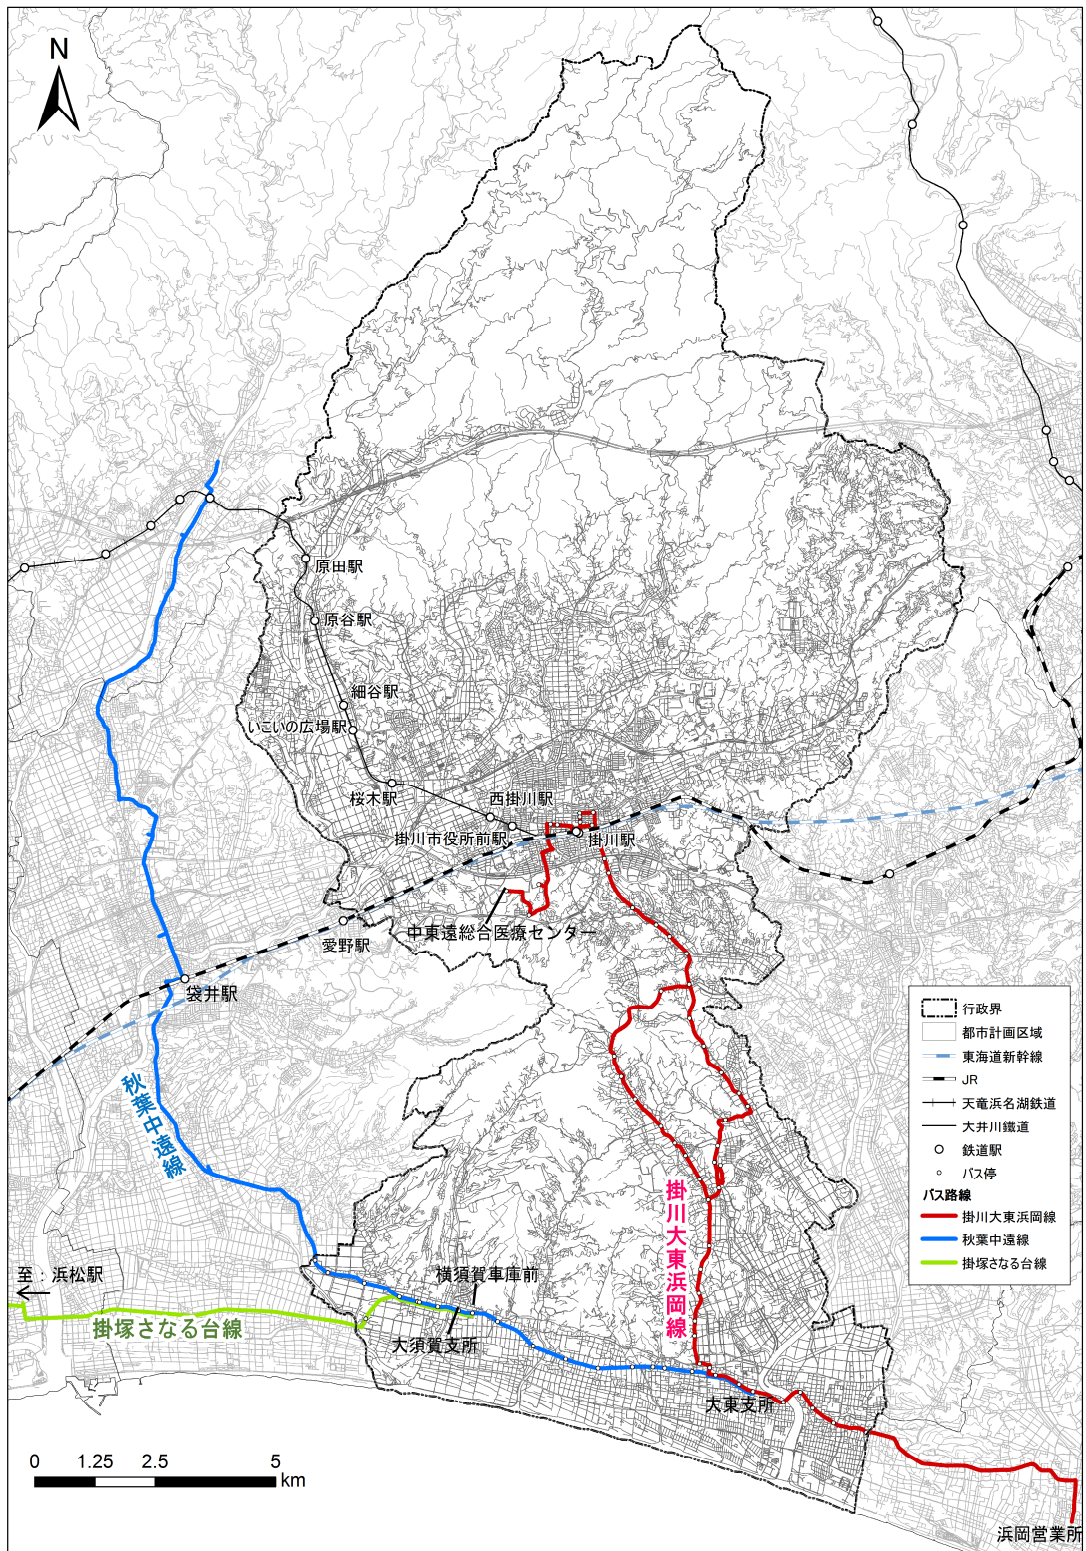 N
原田駅
原谷駅
細谷駅
いこいの広場駅
桜木駅
西掛川駅
掛川市役所前駅
掛川駅
中東遠総合医療センター
愛野駅
袋井駅
秋葉中遠線
掛川大東浜岡線
至：浜松駅
掛塚さなる台線
横須賀車庫前
大須賀支所
大東支所
浜岡営業所
行政界
都市計画区域
東海道新幹線
JR
天竜浜名湖鉄道
大井川鐵道
鉄道駅
バス停
バス路線
掛川大東浜岡線
秋葉中遠線
掛塚さなる台線
0 1.25 2.5 5
km